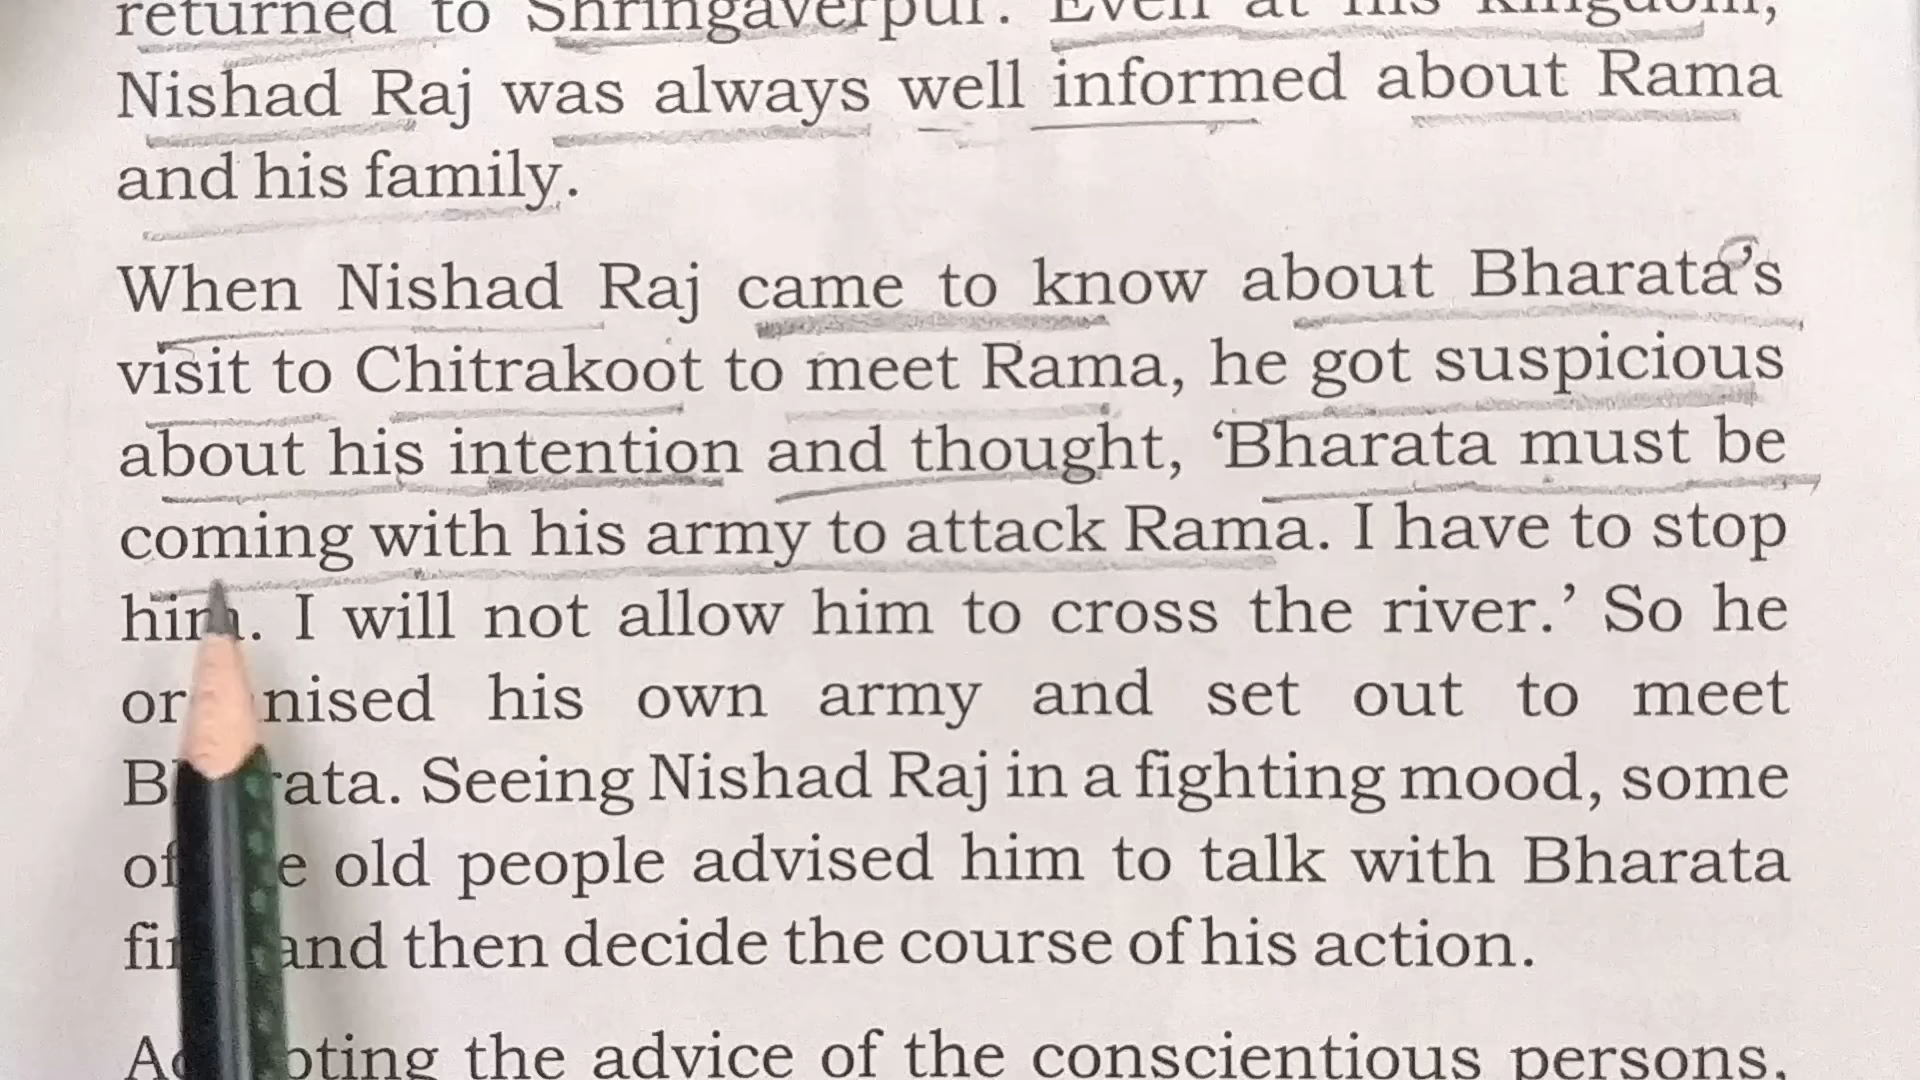 returned to Shringaverpur. Even at his kingdom,
Nishad Raj was always well informed about Rama
and his family.
When Nishad Raj came to know about Bharata's
visit to Chitrakoot to meet Rama, he got suspicious
about his intention and thought, ‘Bharata must be
coming with his army to attack Rama. I have to stop
him. I will not allow him to cross the river.’ So he
organised his own army and set out to meet
Bharata. Seeing Nishad Raj in a fighting mood, some
of the old people advised him to talk with Bharata
first and then decide the course of his action.
Accepting the advice of the conscientious persons,